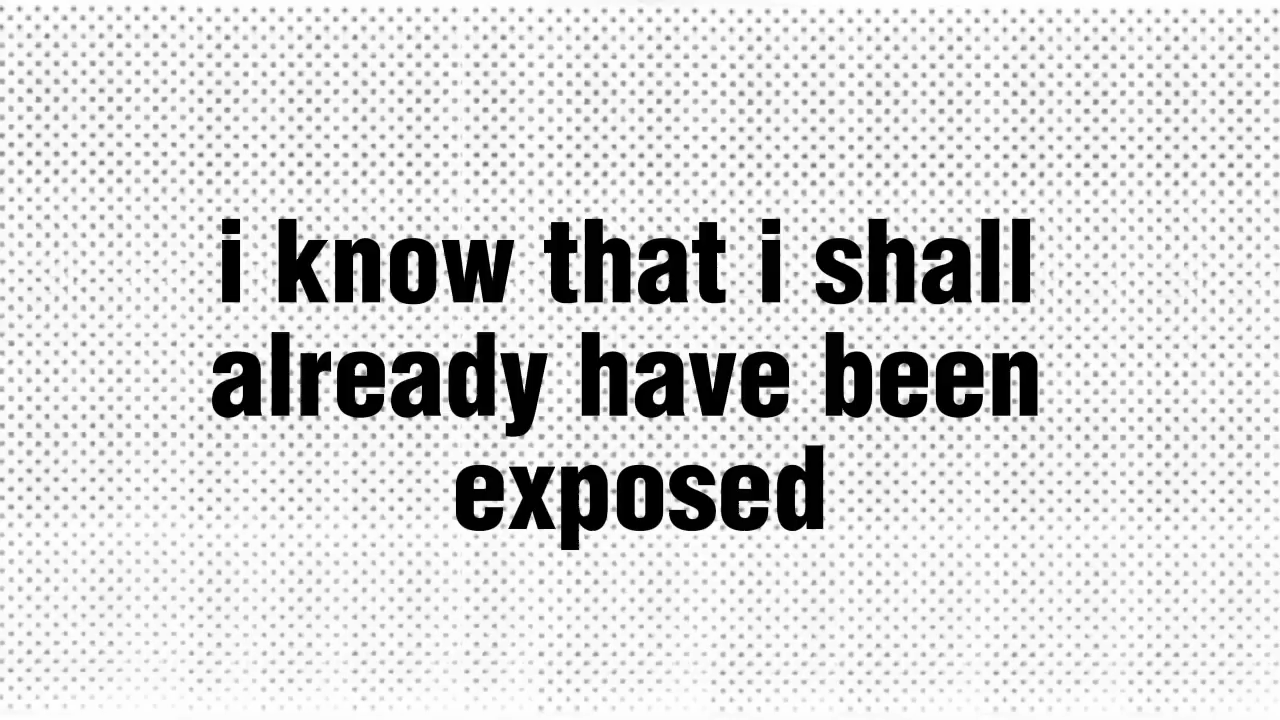 i know that i shall
already have been
exposed